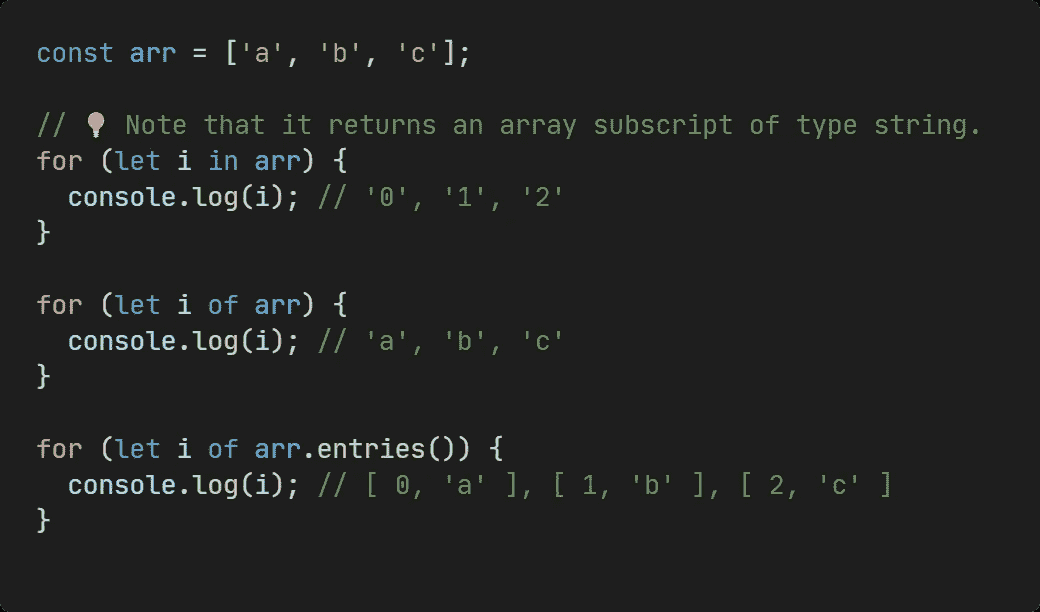 const arr = ['a', 'b', 'c'];
// 💡 Note that it returns an array subscript of type string.
for (let i in arr) {
  console.log(i); // '0', '1', '2'
}
for (let i of arr) {
  console.log(i); // 'a', 'b', 'c'
}
for (let i of arr.entries()) {
  console.log(i); // [ 0, 'a' ], [ 1, 'b' ], [ 2, 'c' ]
}